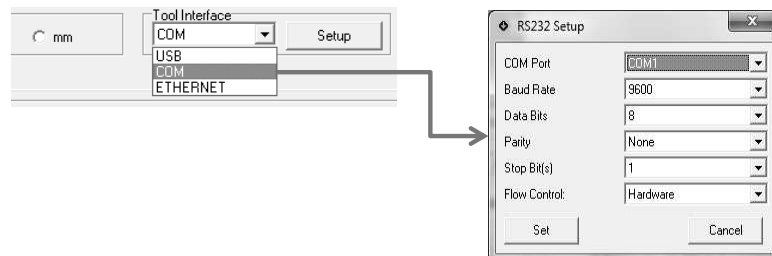 Tool Interface
mm
COM
Setup
USB
COM
ETHERNET
RS232 Setup
COM Port
COM1
Baud Rate
9600
Data Bits
8
Parity
None
Stop Bit(s)
1
Flow Control:
Hardware
Set
Cancel